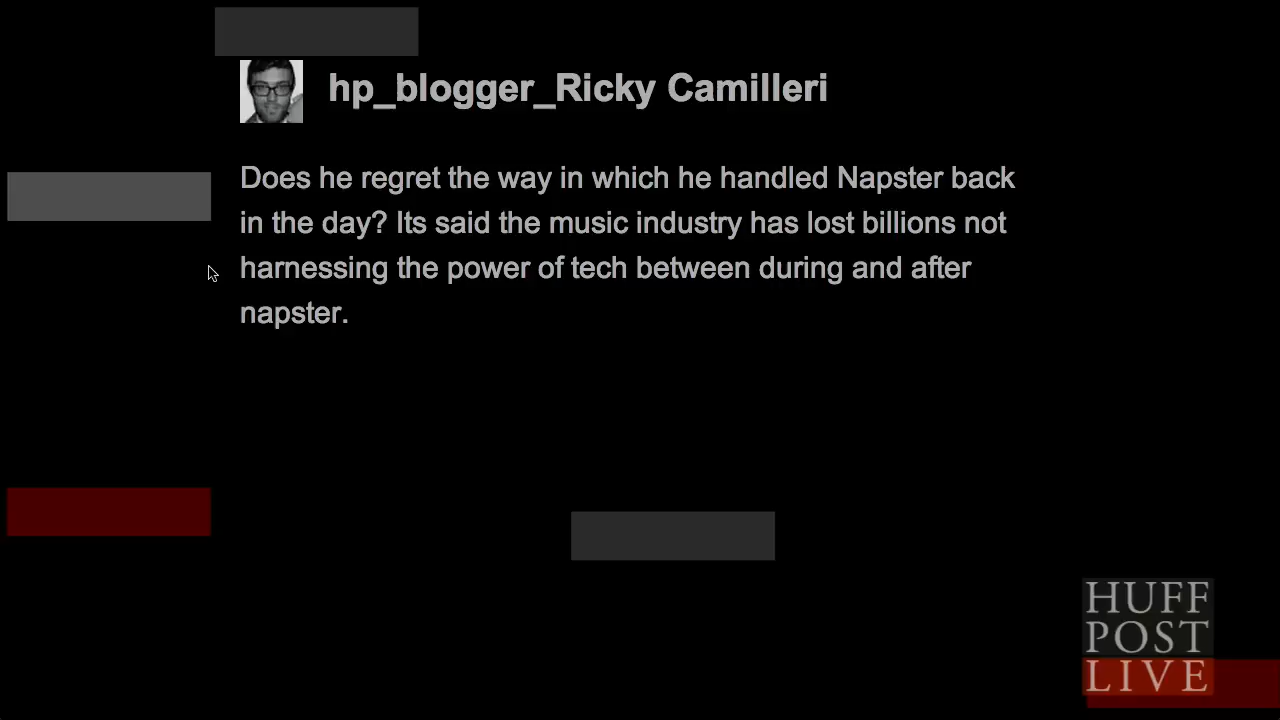 hp_blogger_Ricky Camilleri
Does he regret the way in which he handled Napster back
in the day? Its said the music industry has lost billions not
harnessing the power of tech between during and after
napster.
HUFF
POST
LIVE